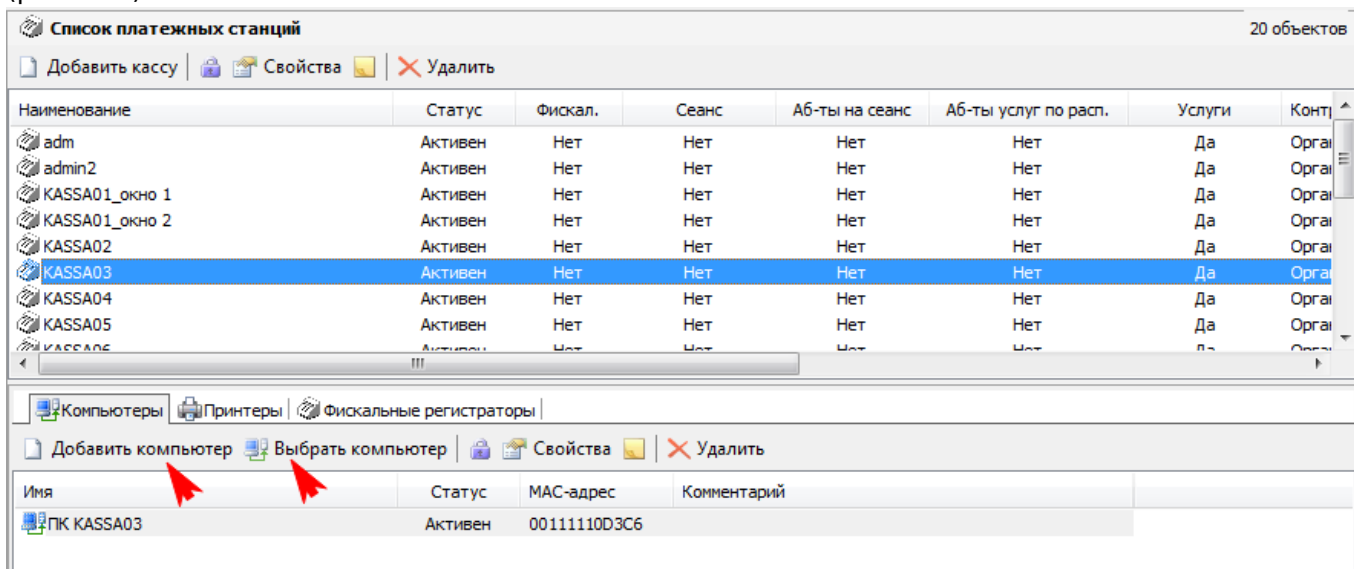 Список платежных станций 20 объектов
Добавить кассу Свойства Удалить
Наименование Статус Фискал. Сеанс Аб-ты на сеанс Аб-ты услуг по расп. Услуги
adm Активен Нет Нет Нет Нет Да
admin2 Активен Нет Нет Нет Нет Да
KASSA01_окно 1 Активен Нет Нет Нет Нет Да
KASSA01_окно 2 Активен Нет Нет Нет Нет Да
KASSA02 Активен Нет Нет Нет Нет Да
KASSA03 Активен Нет Нет Нет Нет Да
KASSA04 Активен Нет Нет Нет Нет Да
KASSA05 Активен Нет Нет Нет Нет Да
Компьютеры Принтеры Фискальные регистраторы
Добавить компьютер Выбрать компьютер Свойства Удалить
Имя Статус MAC-адрес Комментарий
ПК KASSA03 Активен 00111110D3C6